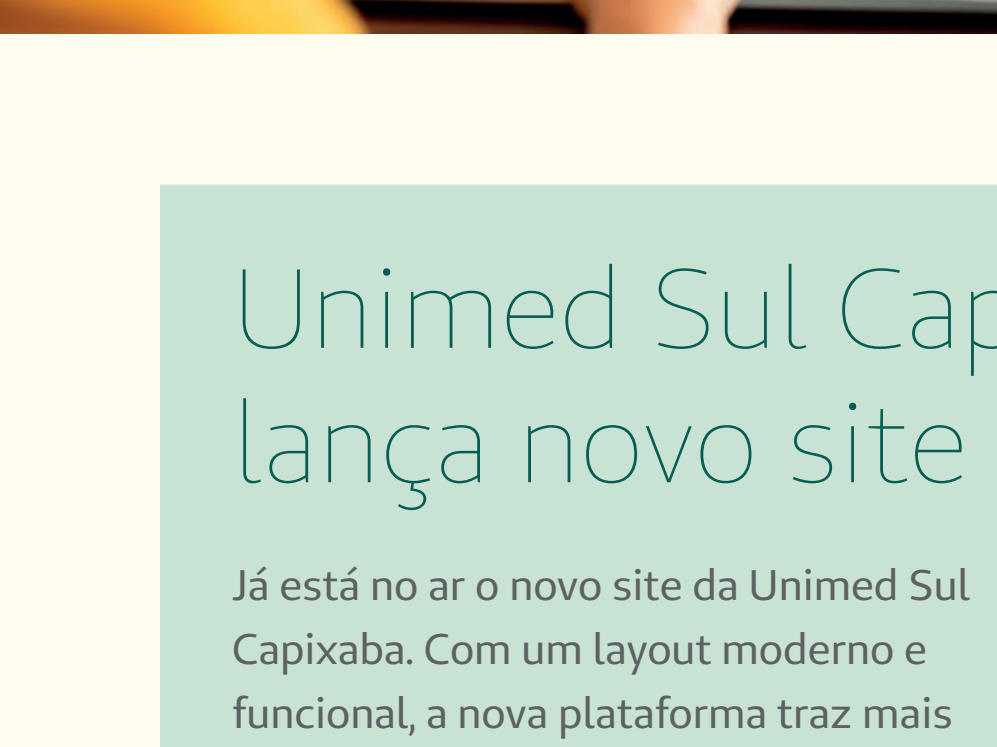 Unimed Sul Cap
lança novo site
Já está no ar o novo site da Unimed Sul
Capixaba. Com um layout moderno e
funcional, a nova plataforma traz mais